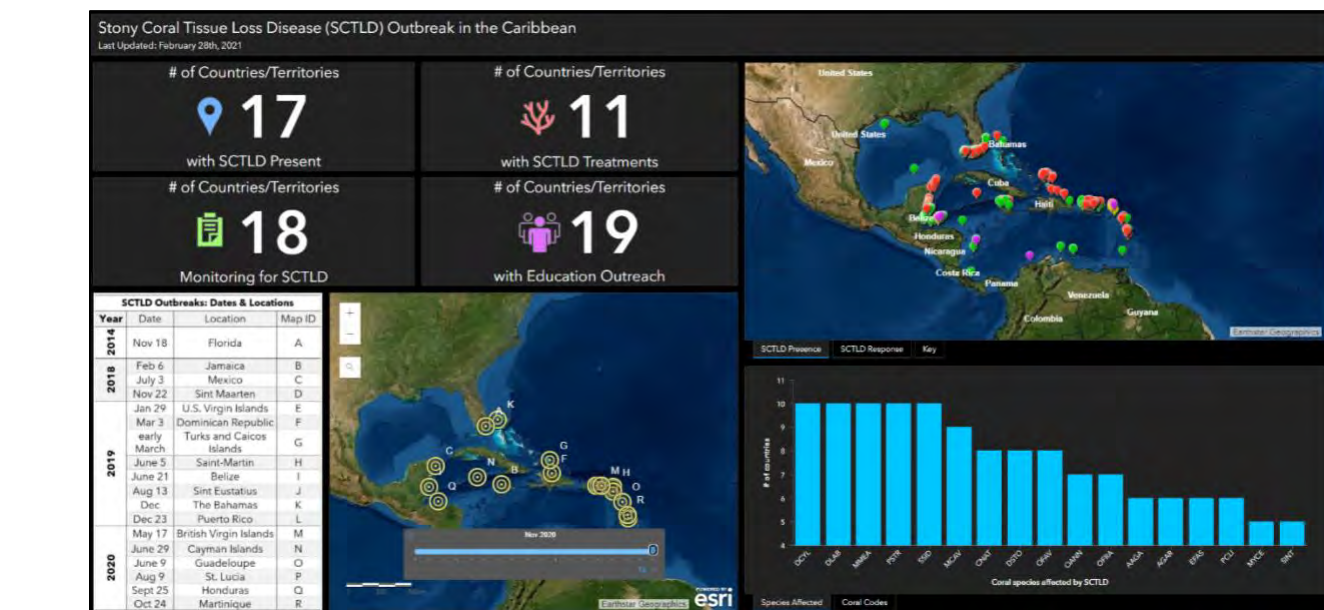 Stony Coral Tissue Loss Disease (SCTLD) Outbreak in the Caribbean
Last Updated: February 28th, 2021
# of Countries/Territories
17
with SCTLD Present
# of Countries/Territories
11
with SCTLD Treatments
# of Countries/Territories
18
Monitoring for SCTLD
# of Countries/Territories
19
with Education Outreach
United States
United States
Mexico
Bahamas
Cuba
Haiti
Belize
Honduras
Nicaragua
Costa Rica
Panama
Venezuela
Colombia
Guyana
Earthstar Geographics
SCTLD Presence SCTLD Response Key
SCTLD Outbreaks: Dates & Locations
Year Date Location Map ID
2014 Nov 18 Florida A
2018 Feb 6 Jamaica B
July 3 Mexico C
Nov 22 Sint Maarten D
2019 Jan 29 U.S. Virgin Islands E
Mar 3 Dominican Republic F
early March Turks and Caicos Islands G
June 5 Saint-Martin H
June 21 Belize I
Aug 13 Sint Eustatius J
Dec The Bahamas K
Dec 23 Puerto Rico L
2020 May 17 British Virgin Islands M
June 29 Cayman Islands N
June 9 Guadeloupe O
Aug 9 St. Lucia P
Sept 25 Honduras Q
Oct 24 Martinique R
+
−
A K
C
G
F
N
B
M H
O
Q
R
Nov 2020
Earthstar Geographics
POWERED BY
esri
# of countries
11
10
9
8
7
6
5
4
DCYL DLAB MMEA PSTR SSID MCAV CNAT DSTO OFAV OANN OFRA AAGA AGAR EFAS PCLI MYCE SINT
Coral species affected by SCTLD
Species Affected Coral Codes